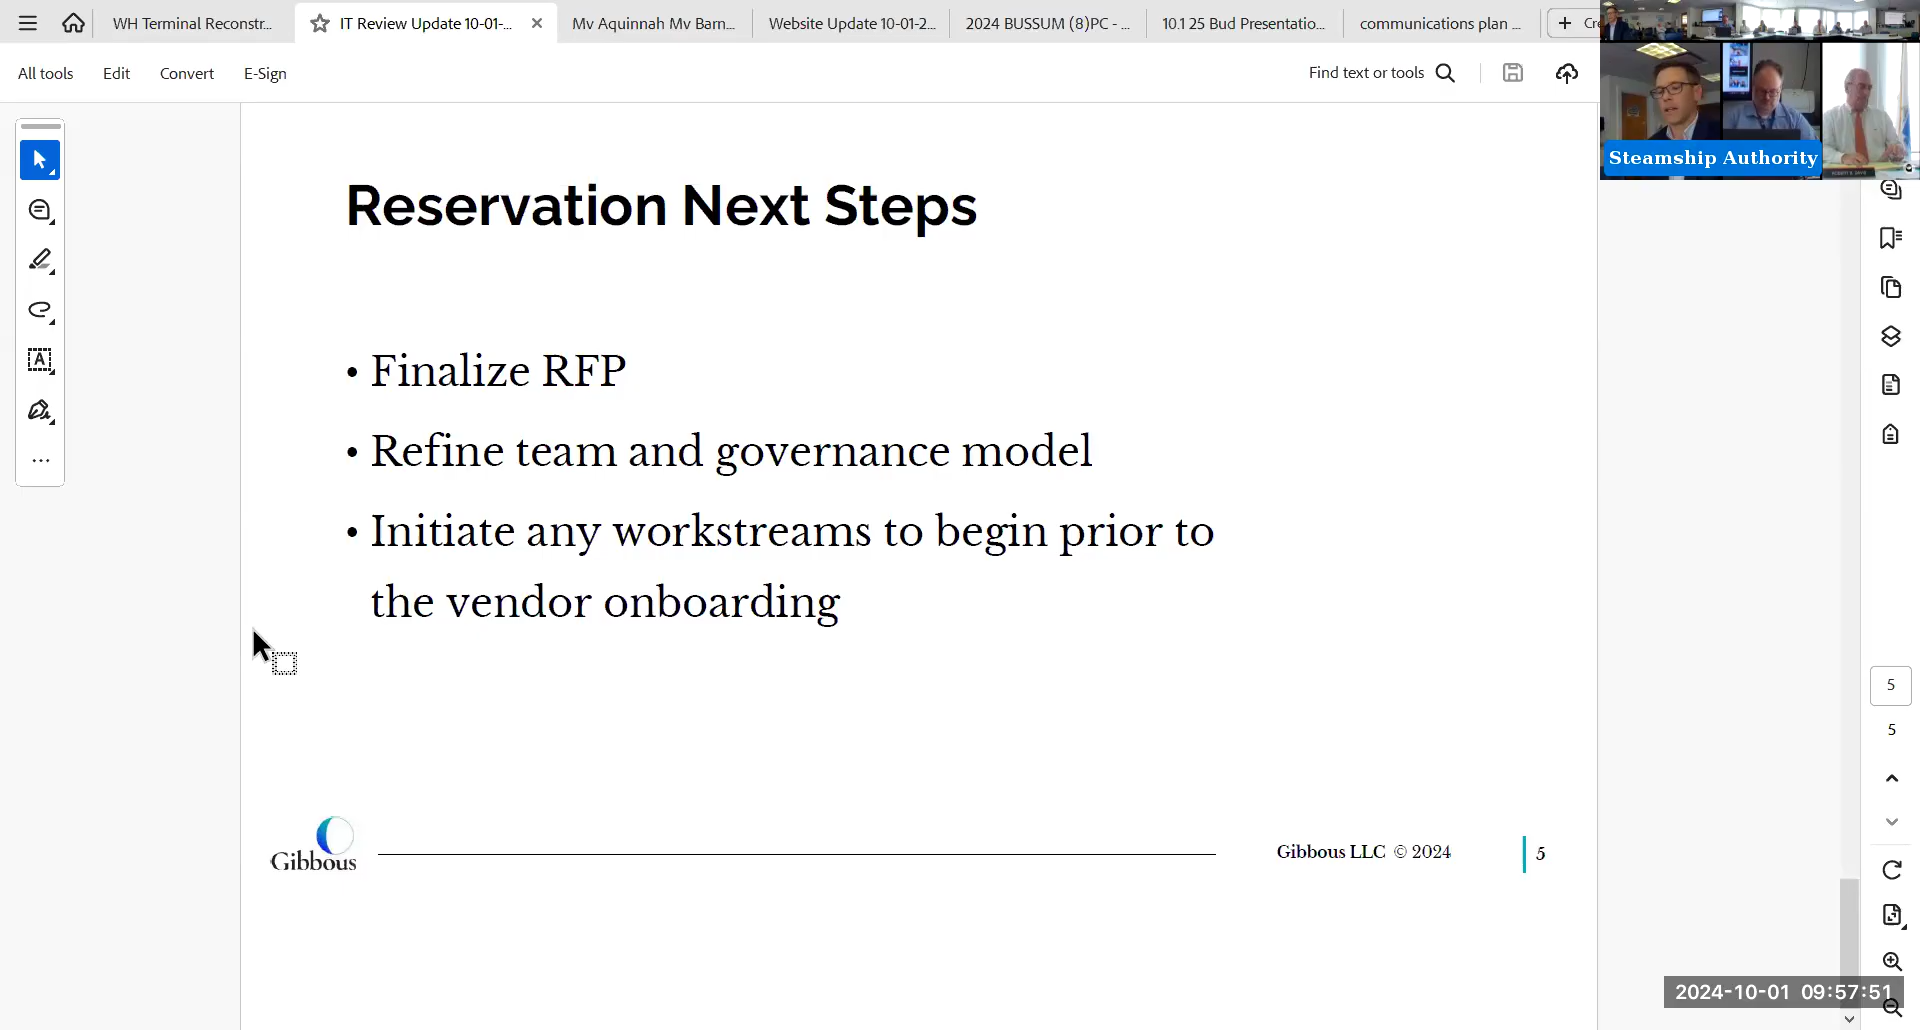 WH Terminal Reconstr...
IT Review Update 10-01-...
Mv Aquinnah Mv Barn...
Website Update 10-01-2...
2024 BUSSUM (8)PC - ...
10.1 25 Bud Presentatio...
communications plan ...
All tools
Edit
Convert
E-Sign
Find text or tools
Steamship Authority
Reservation Next Steps
• Finalize RFP
• Refine team and governance model
• Initiate any workstreams to begin prior to
the vendor onboarding
Gibbous
Gibbous LLC © 2024
5
5
5
2024-10-01 09:57:51